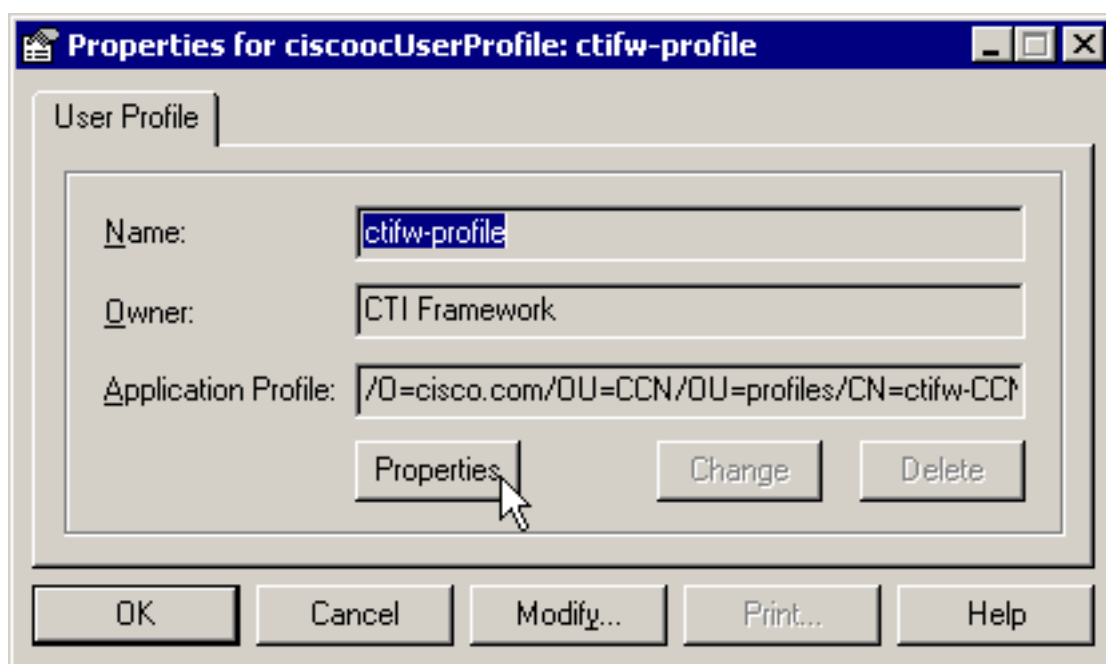 Properties for ciscoocUserProfile: ctifw-profile
User Profile
Name: ctifw-profile
Owner: CTI Framework
Application Profile: /O=cisco.com/OU=CCN/OU=profiles/CN=ctifw-CCN
Properties Change Delete
OK Cancel Modify... Print... Help